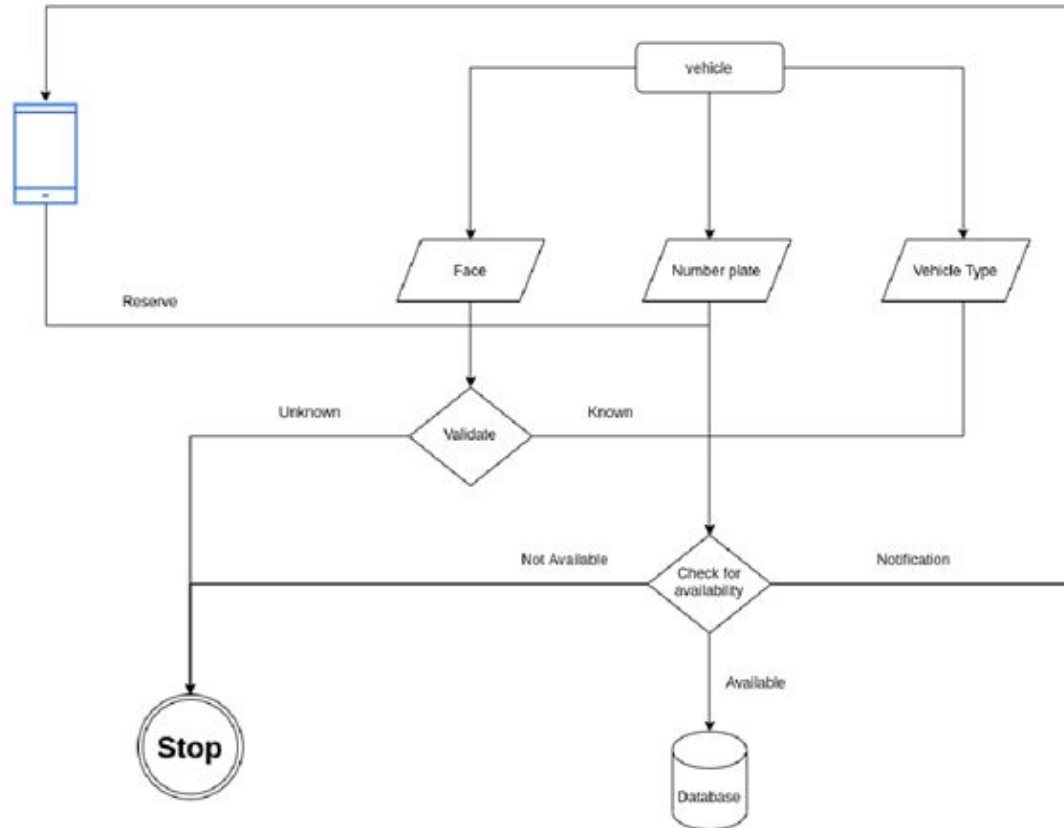 vehicle
Face
Number plate
Vehicle Type
Reserve
Unknown
Known
Validate
Not Available
Check for
availability
Notification
Available
Stop
Database